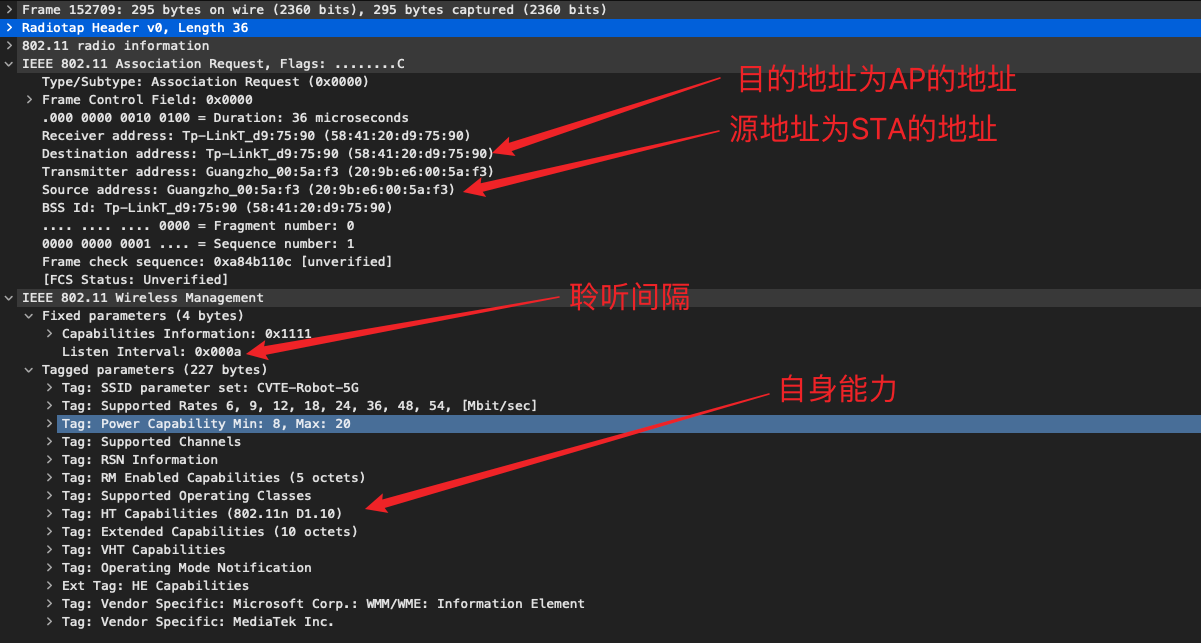 Frame 152709: 295 bytes on wire (2360 bits), 295 bytes captured (2360 bits)
Radiotap Header v0, Length 36
802.11 radio information
IEEE 802.11 Association Request, Flags: ........C
Type/Subtype: Association Request (0x0000)
目的地址为AP的地址
Frame Control Field: 0x0000
.000 0000 0010 0100 = Duration: 36 microseconds
源地址为STA的地址
Receiver address: Tp-LinkT_d9:75:90 (58:41:20:d9:75:90)
Destination address: Tp-LinkT_d9:75:90 (58:41:20:d9:75:90)
Transmitter address: Guangzho_00:5a:f3 (20:9b:e6:00:5a:f3)
Source address: Guangzho_00:5a:f3 (20:9b:e6:00:5a:f3)
BSS Id: Tp-LinkT_d9:75:90 (58:41:20:d9:75:90)
.... .... .... 0000 = Fragment number: 0
0000 0000 0001 .... = Sequence number: 1
Frame check sequence: 0xa84b110c [unverified]
[FCS Status: Unverified]
IEEE 802.11 Wireless Management
聆听间隔
Fixed parameters (4 bytes)
Capabilities Information: 0x1111
Listen Interval: 0x000a
Tagged parameters (227 bytes)
Tag: SSID parameter set: CVTE-Robot-5G
自身能力
Tag: Supported Rates 6, 9, 12, 18, 24, 36, 48, 54, [Mbit/sec]
Tag: Power Capability Min: 8, Max: 20
Tag: Supported Channels
Tag: RSN Information
Tag: RM Enabled Capabilities (5 octets)
Tag: Supported Operating Classes
Tag: HT Capabilities (802.11n D1.10)
Tag: Extended Capabilities (10 octets)
Tag: VHT Capabilities
Tag: Operating Mode Notification
Ext Tag: HE Capabilities
Tag: Vendor Specific: Microsoft Corp.: WMM/WME: Information Element
Tag: Vendor Specific: MediaTek Inc.